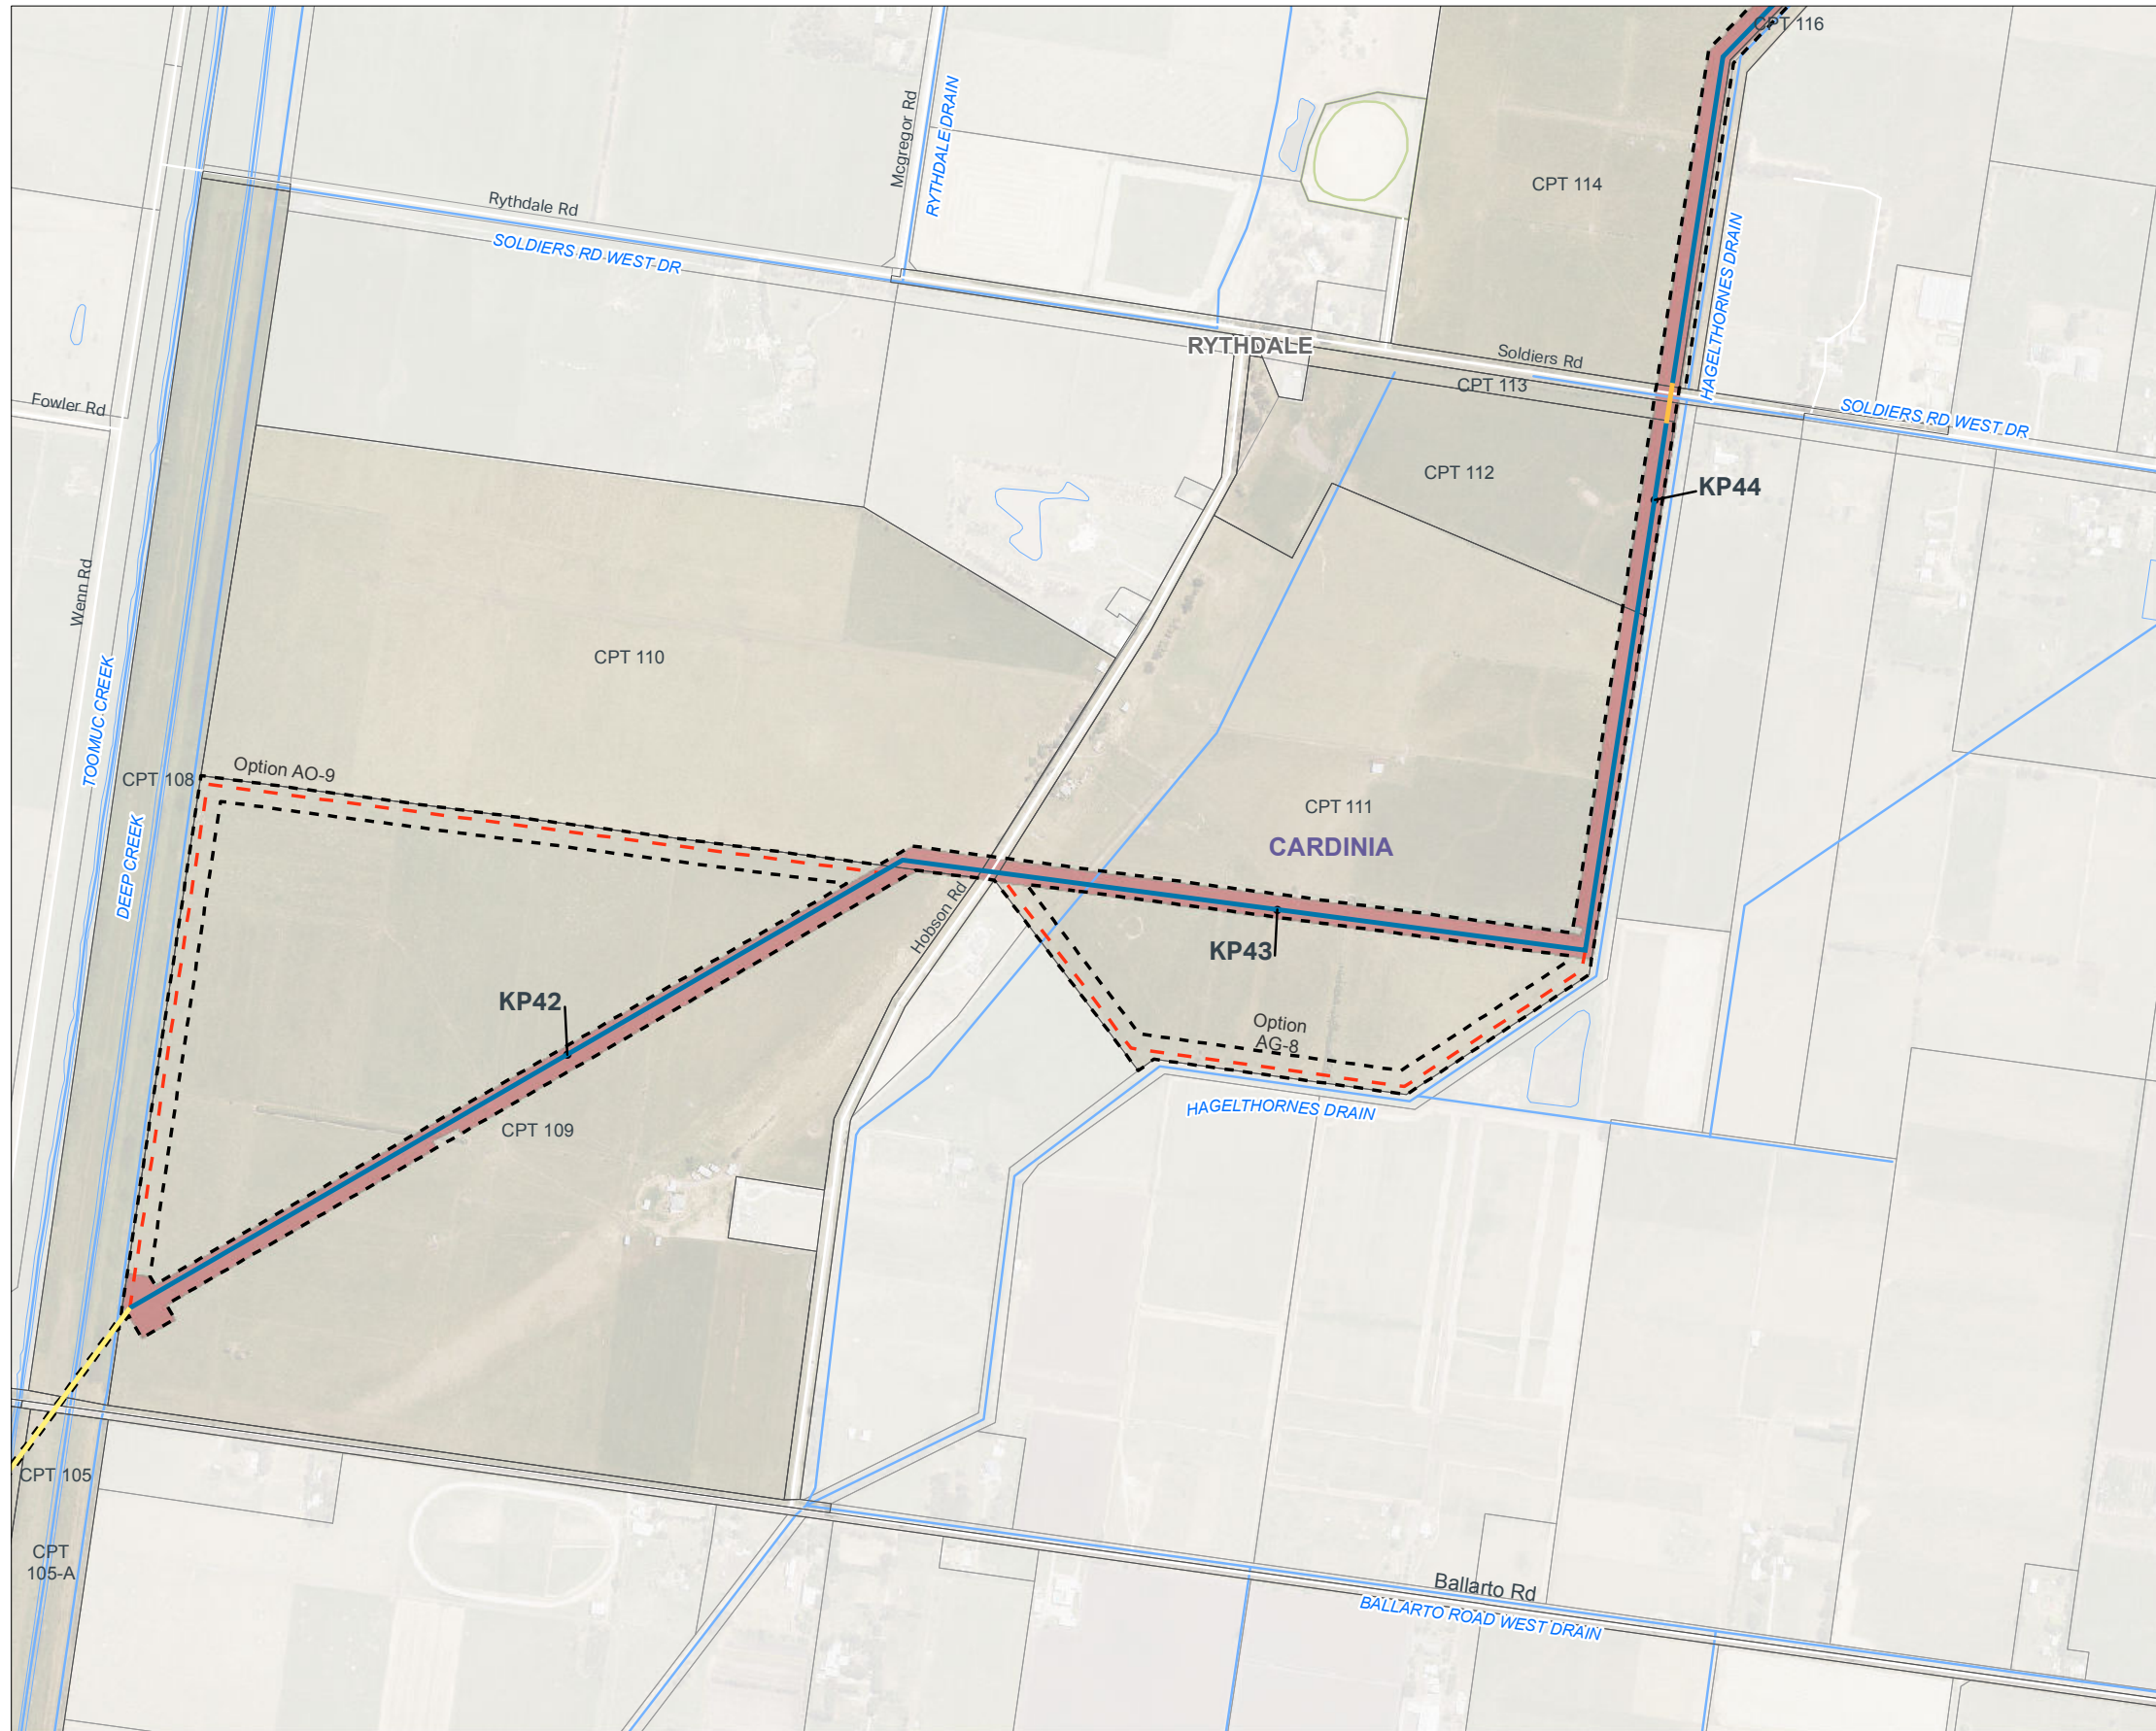 CPT 116
Mcgregor Rd
RYTHDALE DRAIN
CPT 114
Rythdale Rd
SOLDIERS RD WEST DR
HAGELTHORNES DRAIN
RYTHDALE
Soldiers Rd
CPT 113
Fowler Rd
SOLDIERS RD WEST DR
CPT 112
KP44
Wenn Rd
CPT 110
TOOMUC CREEK
CPT 108
Option AO-9
CPT 111
CARDINIA
DEEP CREEK
Hobson Rd
KP43
KP42
Option
AG-8
HAGELTHORNES DRAIN
CPT 109
CPT 105
CPT
105-A
Ballarto Rd
BALLARTO ROAD WEST DRAIN